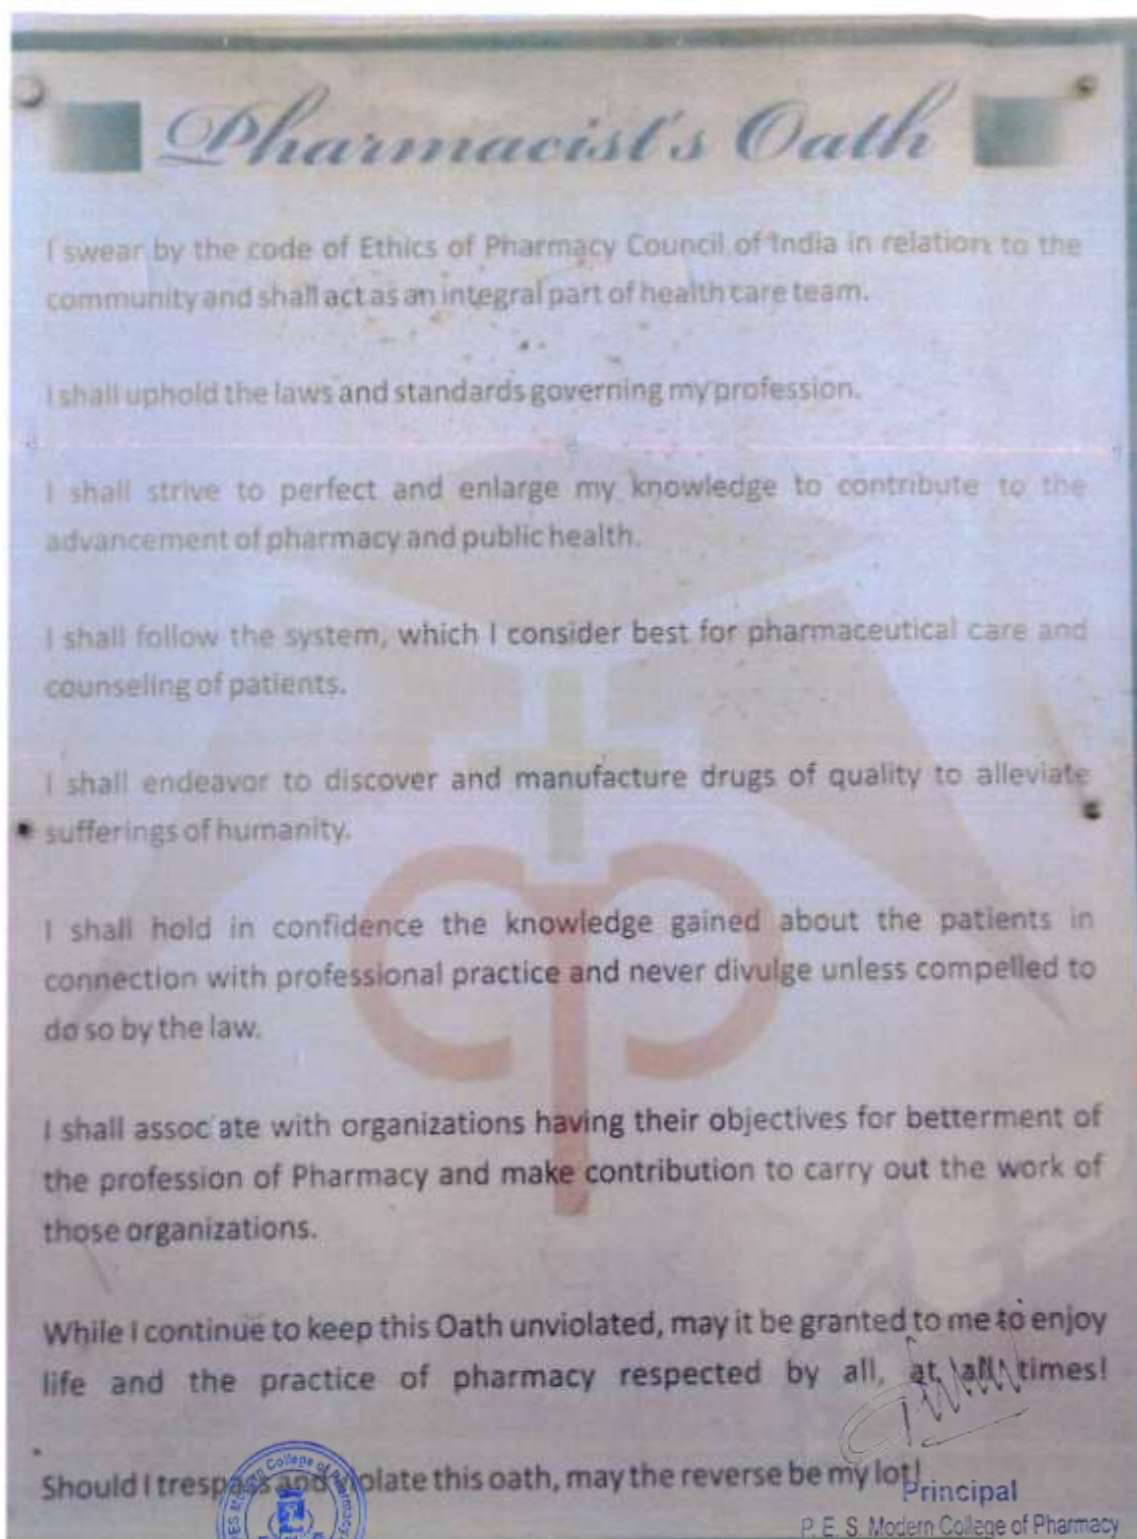 Pharmacist's Oath
I swear by the code of Ethics of Pharmacy Council of India in relation to the
community and shall act as an integral part of health care team.
I shall uphold the laws and standards governing my profession.
I shall strive to perfect and enlarge my knowledge to contribute to the
advancement of pharmacy and public health.
I shall follow the system, which I consider best for pharmaceutical care and
counseling of patients.
I shall endeavor to discover and manufacture drugs of quality to alleviate
sufferings of humanity.
I shall hold in confidence the knowledge gained about the patients in
connection with professional practice and never divulge unless compelled to
do so by the law.
I shall associate with organizations having their objectives for betterment of
the profession of Pharmacy and make contribution to carry out the work of
those organizations.
While I continue to keep this Oath unviolated, may it be granted to me to enjoy
life and the practice of pharmacy respected by all, at all times!
Should I trespass and violate this oath, may the reverse be my lot!
Principal
P. E. S. Modern College of Pharmacy
PES Modern College of Pharmacy